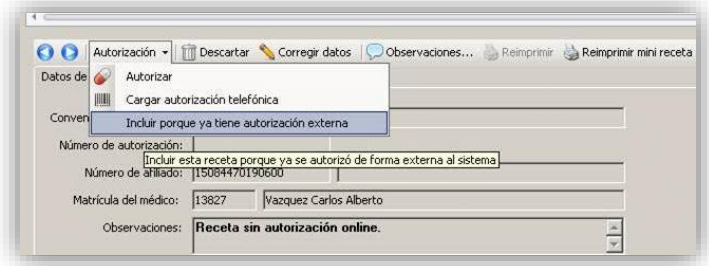 Autorización Descartar Corregir datos Observaciones... Reimprimir Reimprimir mini receta
Datos de
Autorizar
Cargar autorización telefónica
Conven
Incluir porque ya tiene autorización externa
Número de autorización:
Incluir esta receta porque ya se autorizó de forma externa al sistema
Número de afiliado: 15084470190600
Matrícula del médico: 13827 Vazquez Carlos Alberto
Observaciones: Receta sin autorización online.